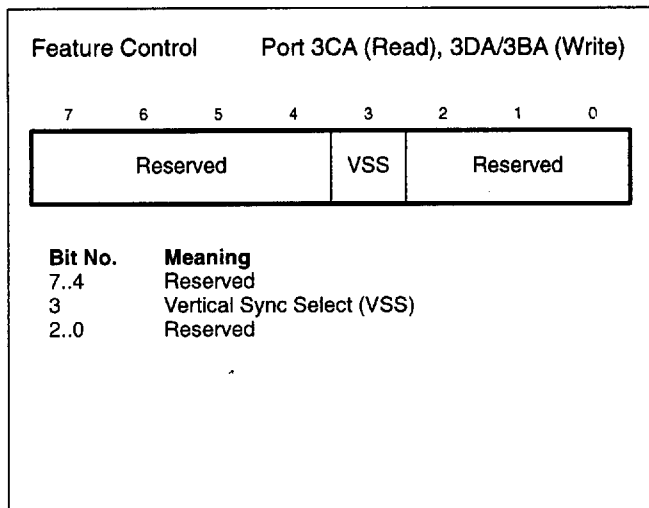 Feature Control Port 3CA (Read), 3DA/3BA (Write)
7 6 5 4 3 2 1 0
Reserved VSS Reserved
Bit No. Meaning
7..4 Reserved
3 Vertical Sync Select (VSS)
2..0 Reserved